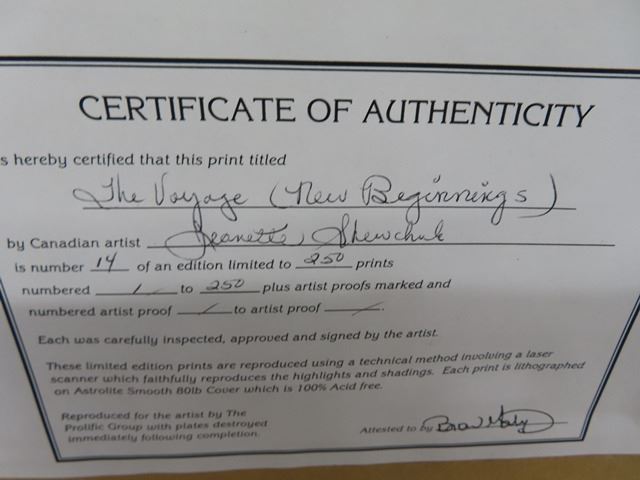 CERTIFICATE OF AUTHENTICITY
s hereby certified that this print titled
The Voyage (New Beginnings)
by Canadian artist Jeanette Shewchuk
is number 14 of an edition limited to 250 prints
numbered 1 to 250 plus artist proofs marked and
numbered artist proof / to artist proof /.
Each was carefully inspected, approved and signed by the artist.
These limited edition prints are reproduced using a technical method involving a laser
scanner which faithfully reproduces the highlights and shadings. Each print is lithographed
on Astrolite Smooth 80lb Cover which is 100% Acid free.
Reproduced for the artist by The
Prolific Group with plates destroyed
immediately following completion.
Attested to by